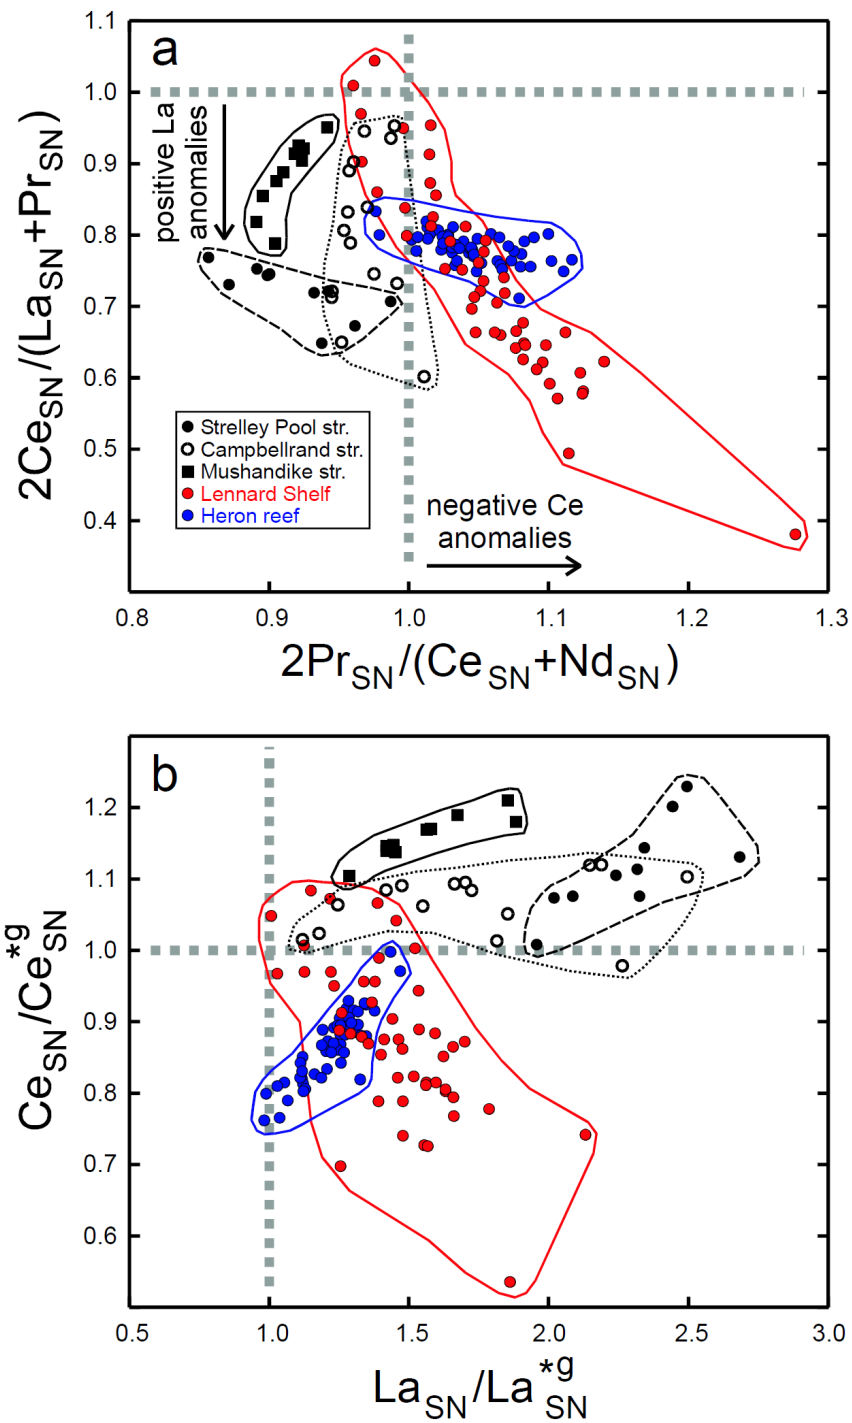 a
1.1
1.0
0.9
0.8
0.7
0.6
0.5
0.4
2Ce_SN/(La_SN+Pr_SN)
positive La
anomalies
Strelley Pool str.
Campbellrand str.
Mushandike str.
Lennard Shelf
Heron reef
negative Ce
anomalies
0.8 0.9 1.0 1.1 1.2 1.3
2Pr_SN/(Ce_SN+Nd_SN)
b
1.2
1.1
1.0
0.9
0.8
0.7
0.6
Ce_SN/Ce_SN^*g
0.5 1.0 1.5 2.0 2.5 3.0
La_SN/La_SN^*g